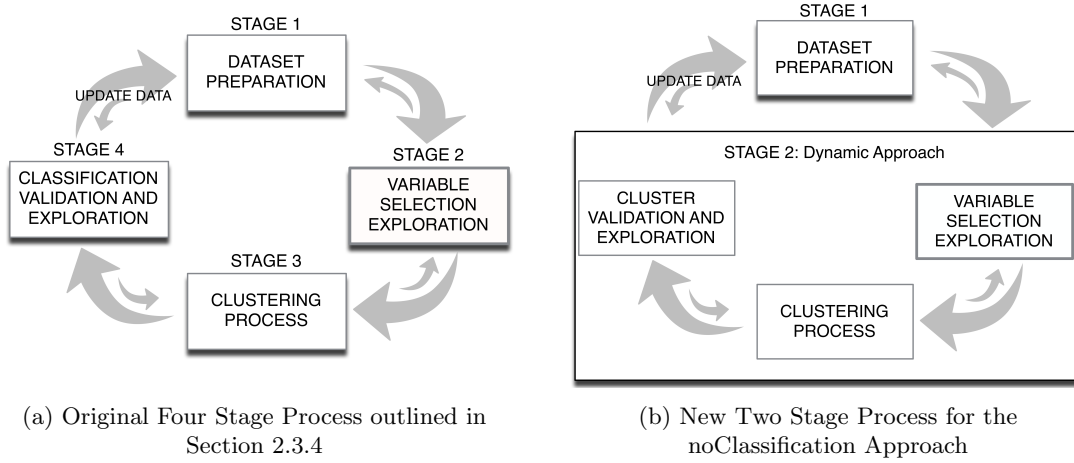 STAGE 1
DATASET
PREPARATION
UPDATE DATA
STAGE 2
VARIABLE
SELECTION
EXPLORATION
STAGE 3
CLUSTERING
PROCESS
STAGE 4
CLASSIFICATION
VALIDATION AND
EXPLORATION
(a) Original Four Stage Process outlined in
Section 2.3.4
STAGE 1
DATASET
PREPARATION
UPDATE DATA
STAGE 2: Dynamic Approach
VARIABLE
SELECTION
EXPLORATION
CLUSTERING
PROCESS
CLUSTER
VALIDATION AND
EXPLORATION
(b) New Two Stage Process for the
noClassification Approach